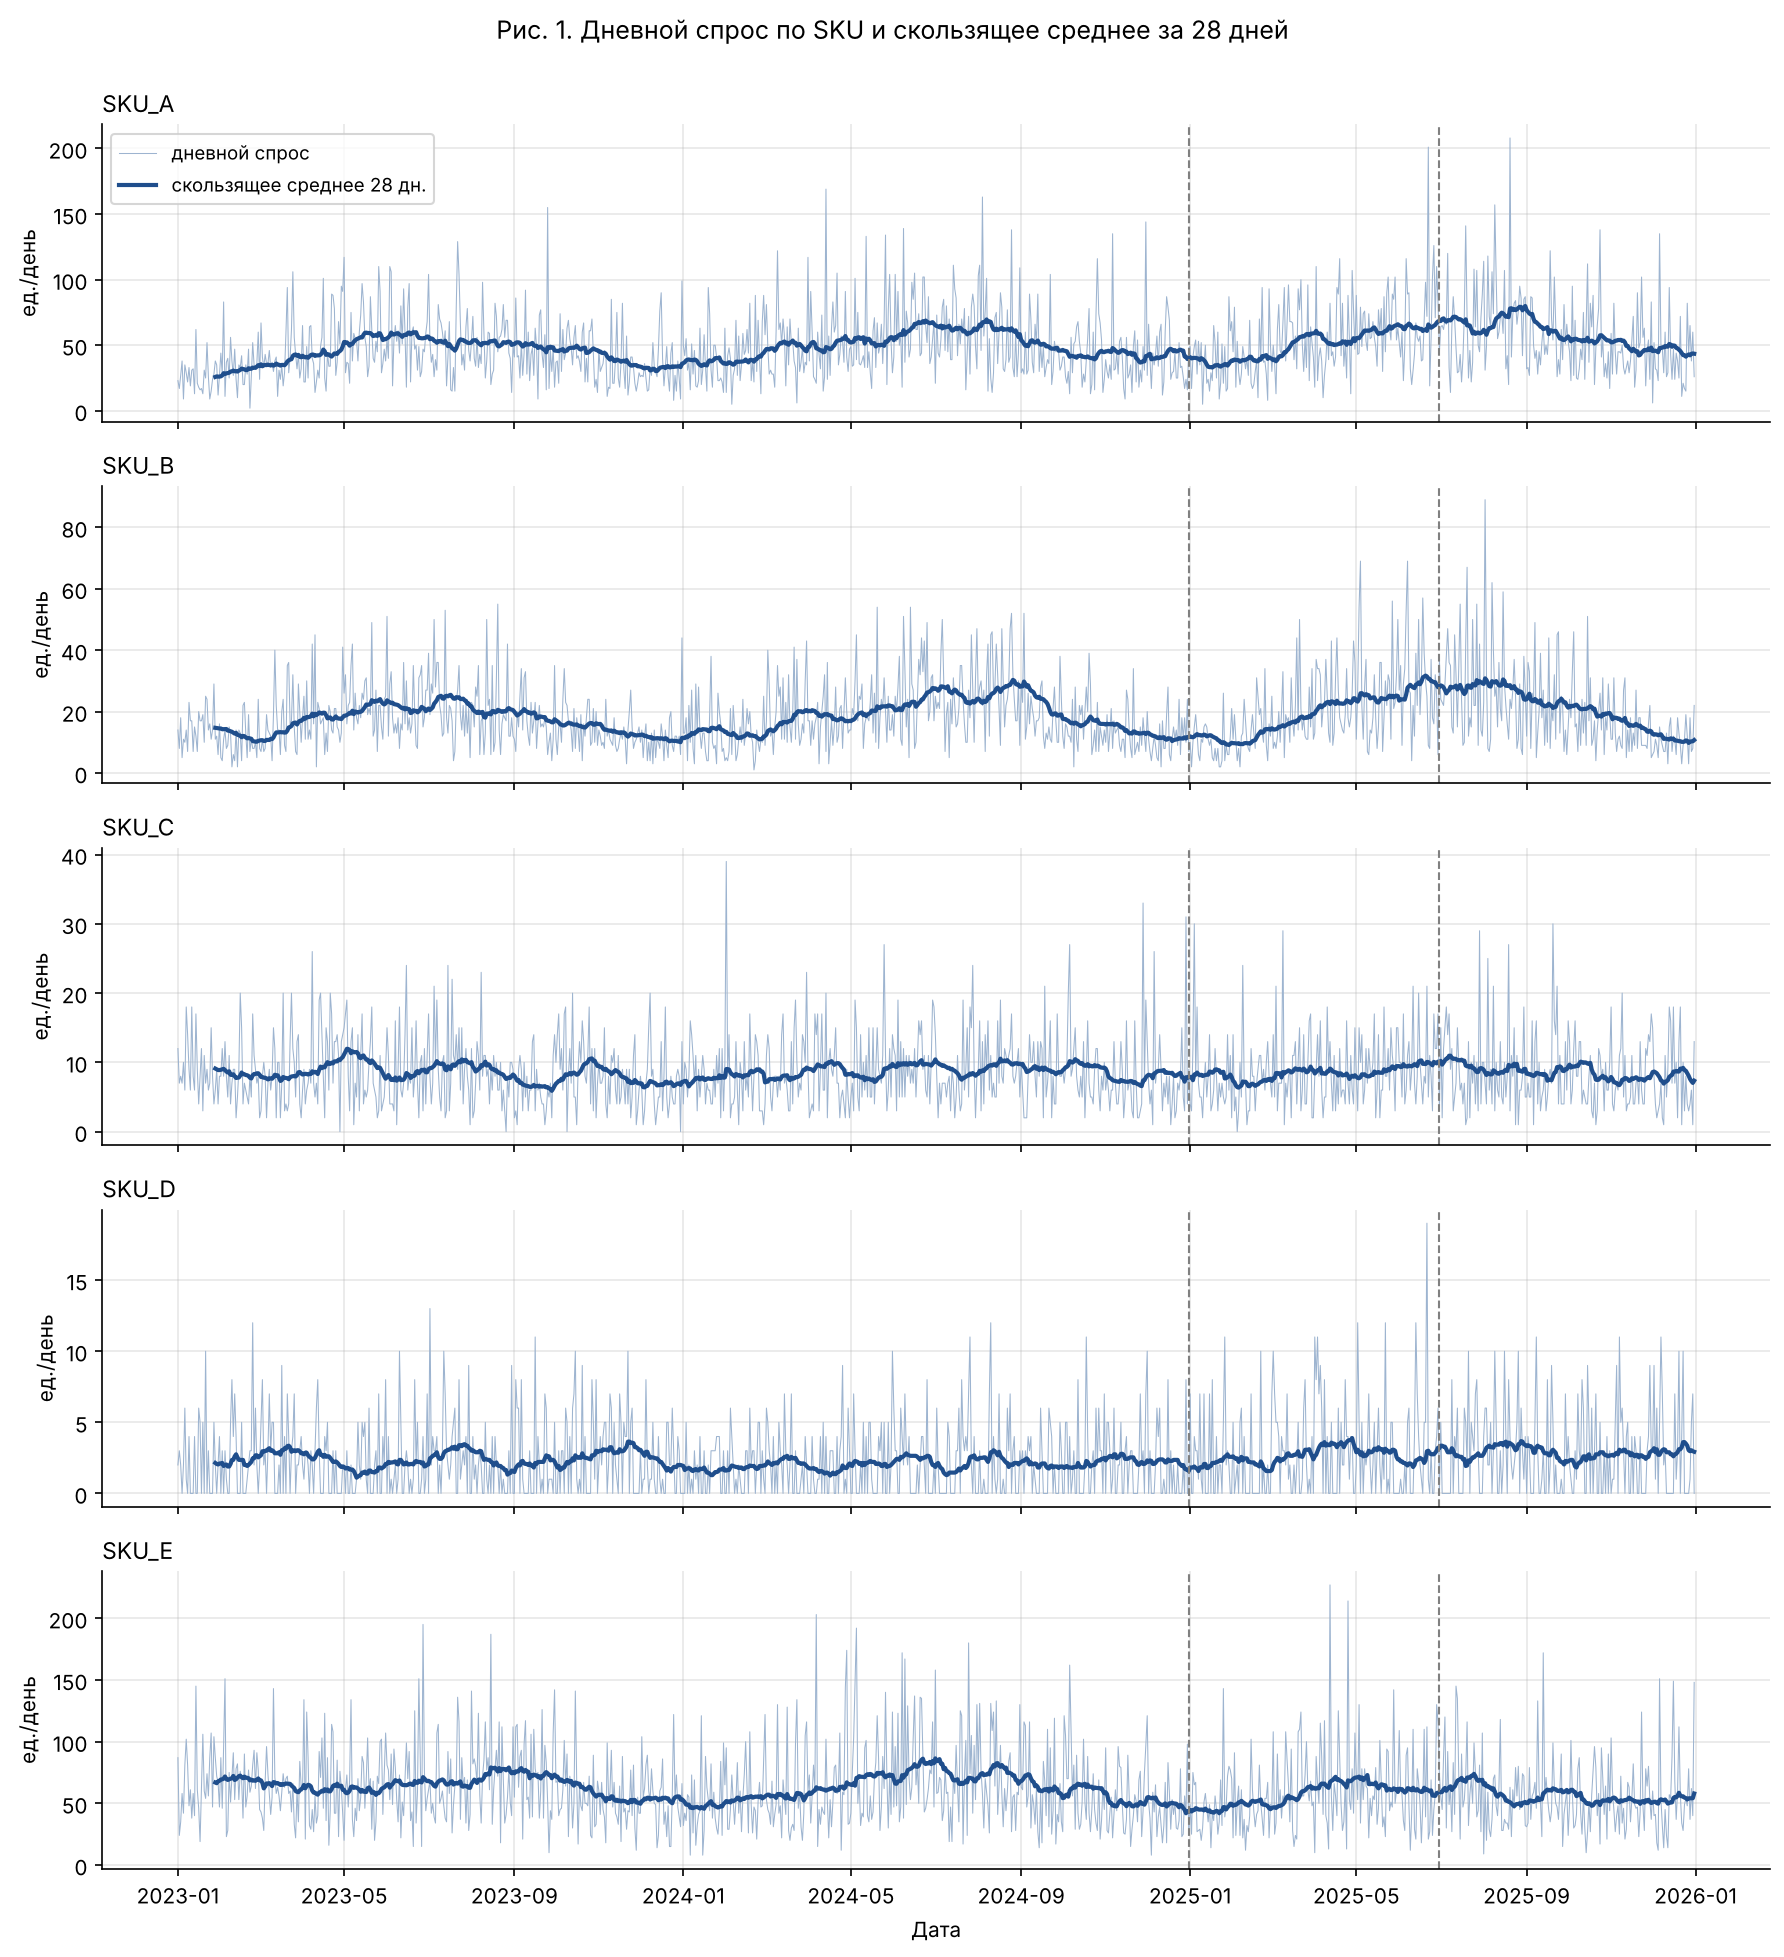 Рис. 1. Дневной спрос по SKU и скользящее среднее за 28 дней
SKU_A
дневной спрос
скользящее среднее 28 дн.
ед./день
200
150
100
50
0
SKU_B
ед./день
80
60
40
20
0
SKU_C
ед./день
40
30
20
10
0
SKU_D
ед./день
15
10
5
0
SKU_E
ед./день
200
150
100
50
0
2023-01 2023-05 2023-09 2024-01 2024-05 2024-09 2025-01 2025-05 2025-09 2026-01
Дата